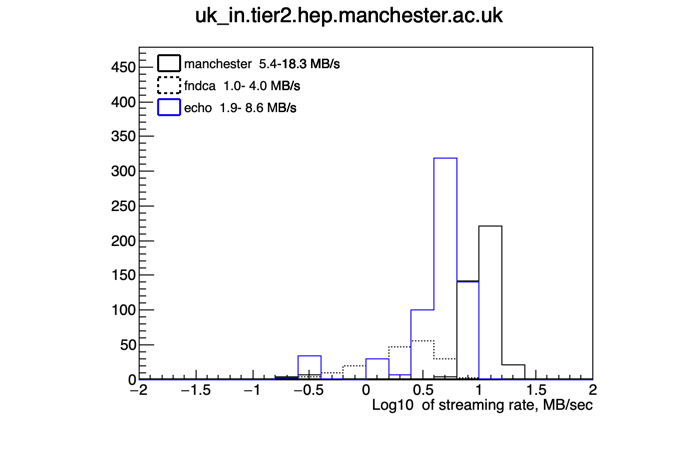 uk_in.tier2.hep.manchester.ac.uk
manchester 5.4-18.3 MB/s
fndca 1.0- 4.0 MB/s
echo 1.9- 8.6 MB/s
450
400
350
300
250
200
150
100
50
0
−2 −1.5 −1 −0.5 0 0.5 1 1.5 2
Log10 of streaming rate, MB/sec